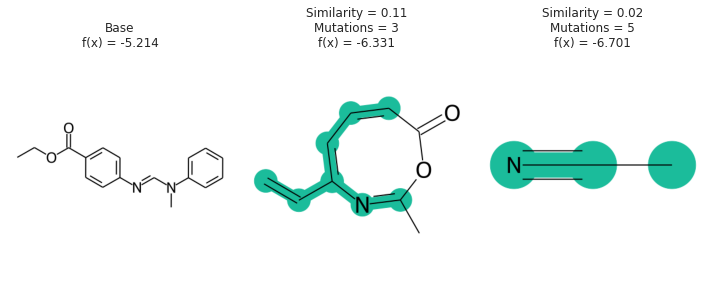 Base
f(x) = -5.214
Similarity = 0.11
Mutations = 3
f(x) = -6.331
Similarity = 0.02
Mutations = 5
f(x) = -6.701
O
O
N
N
O
O
N
N